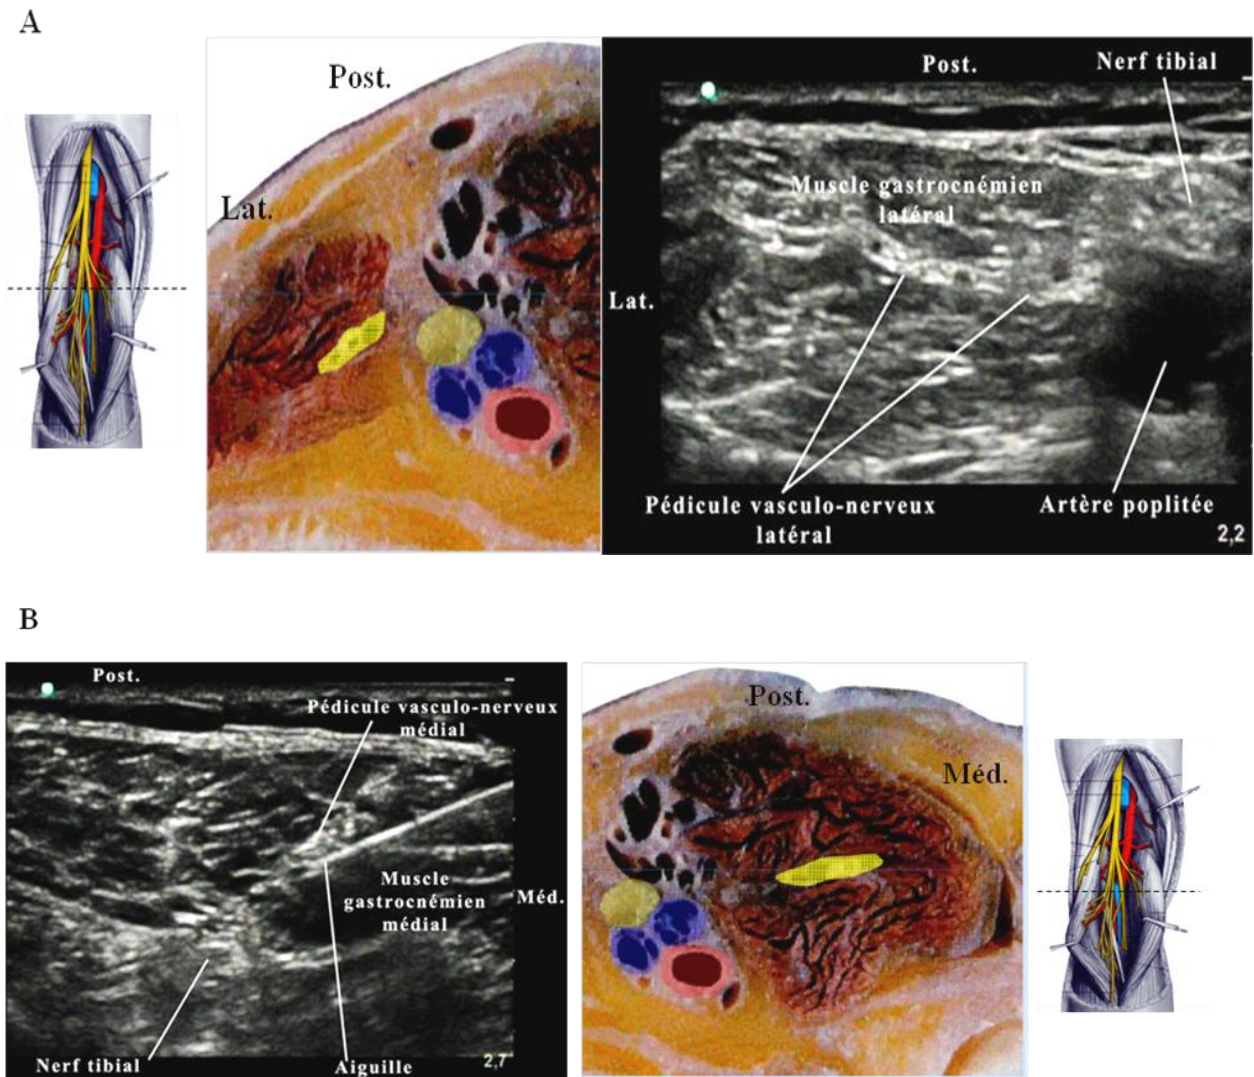 A
Post.
Lat.
Post.
Nerf tibial
Muscle gastrocnémien
latéral
Lat.
Pédicule vasculo-nerveux
latéral
Artère poplitée
2,2
B
Post.
Pédicule vasculo-nerveux
médial
Muscle
gastrocnémien
médial
Méd.
Nerf tibial
Aiguille
2,7
Post.
Méd.